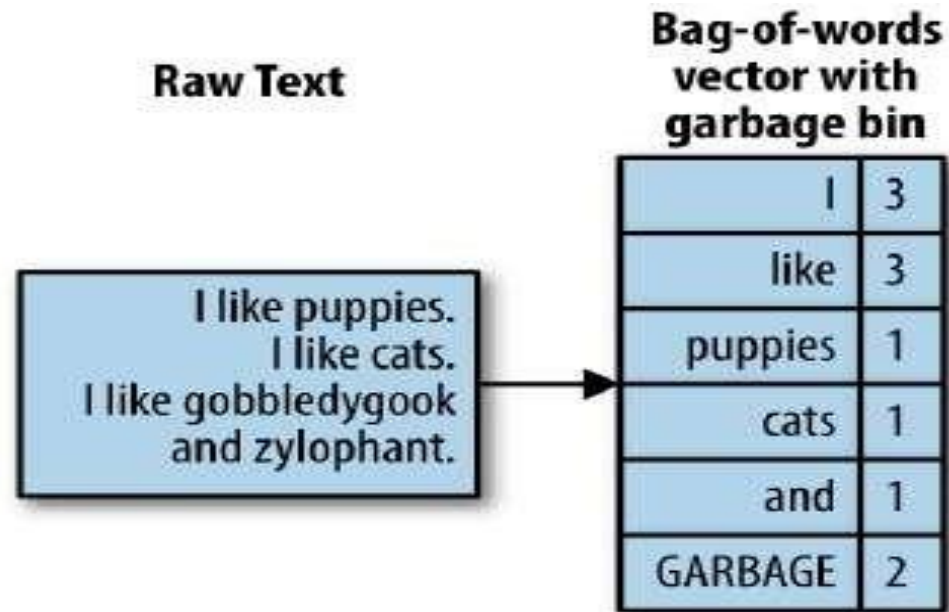 Raw Text
I like puppies.
I like cats.
I like gobbledygook
and zylophant.
Bag-of-words
vector with
garbage bin
I 3
like 3
puppies 1
cats 1
and 1
GARBAGE 2